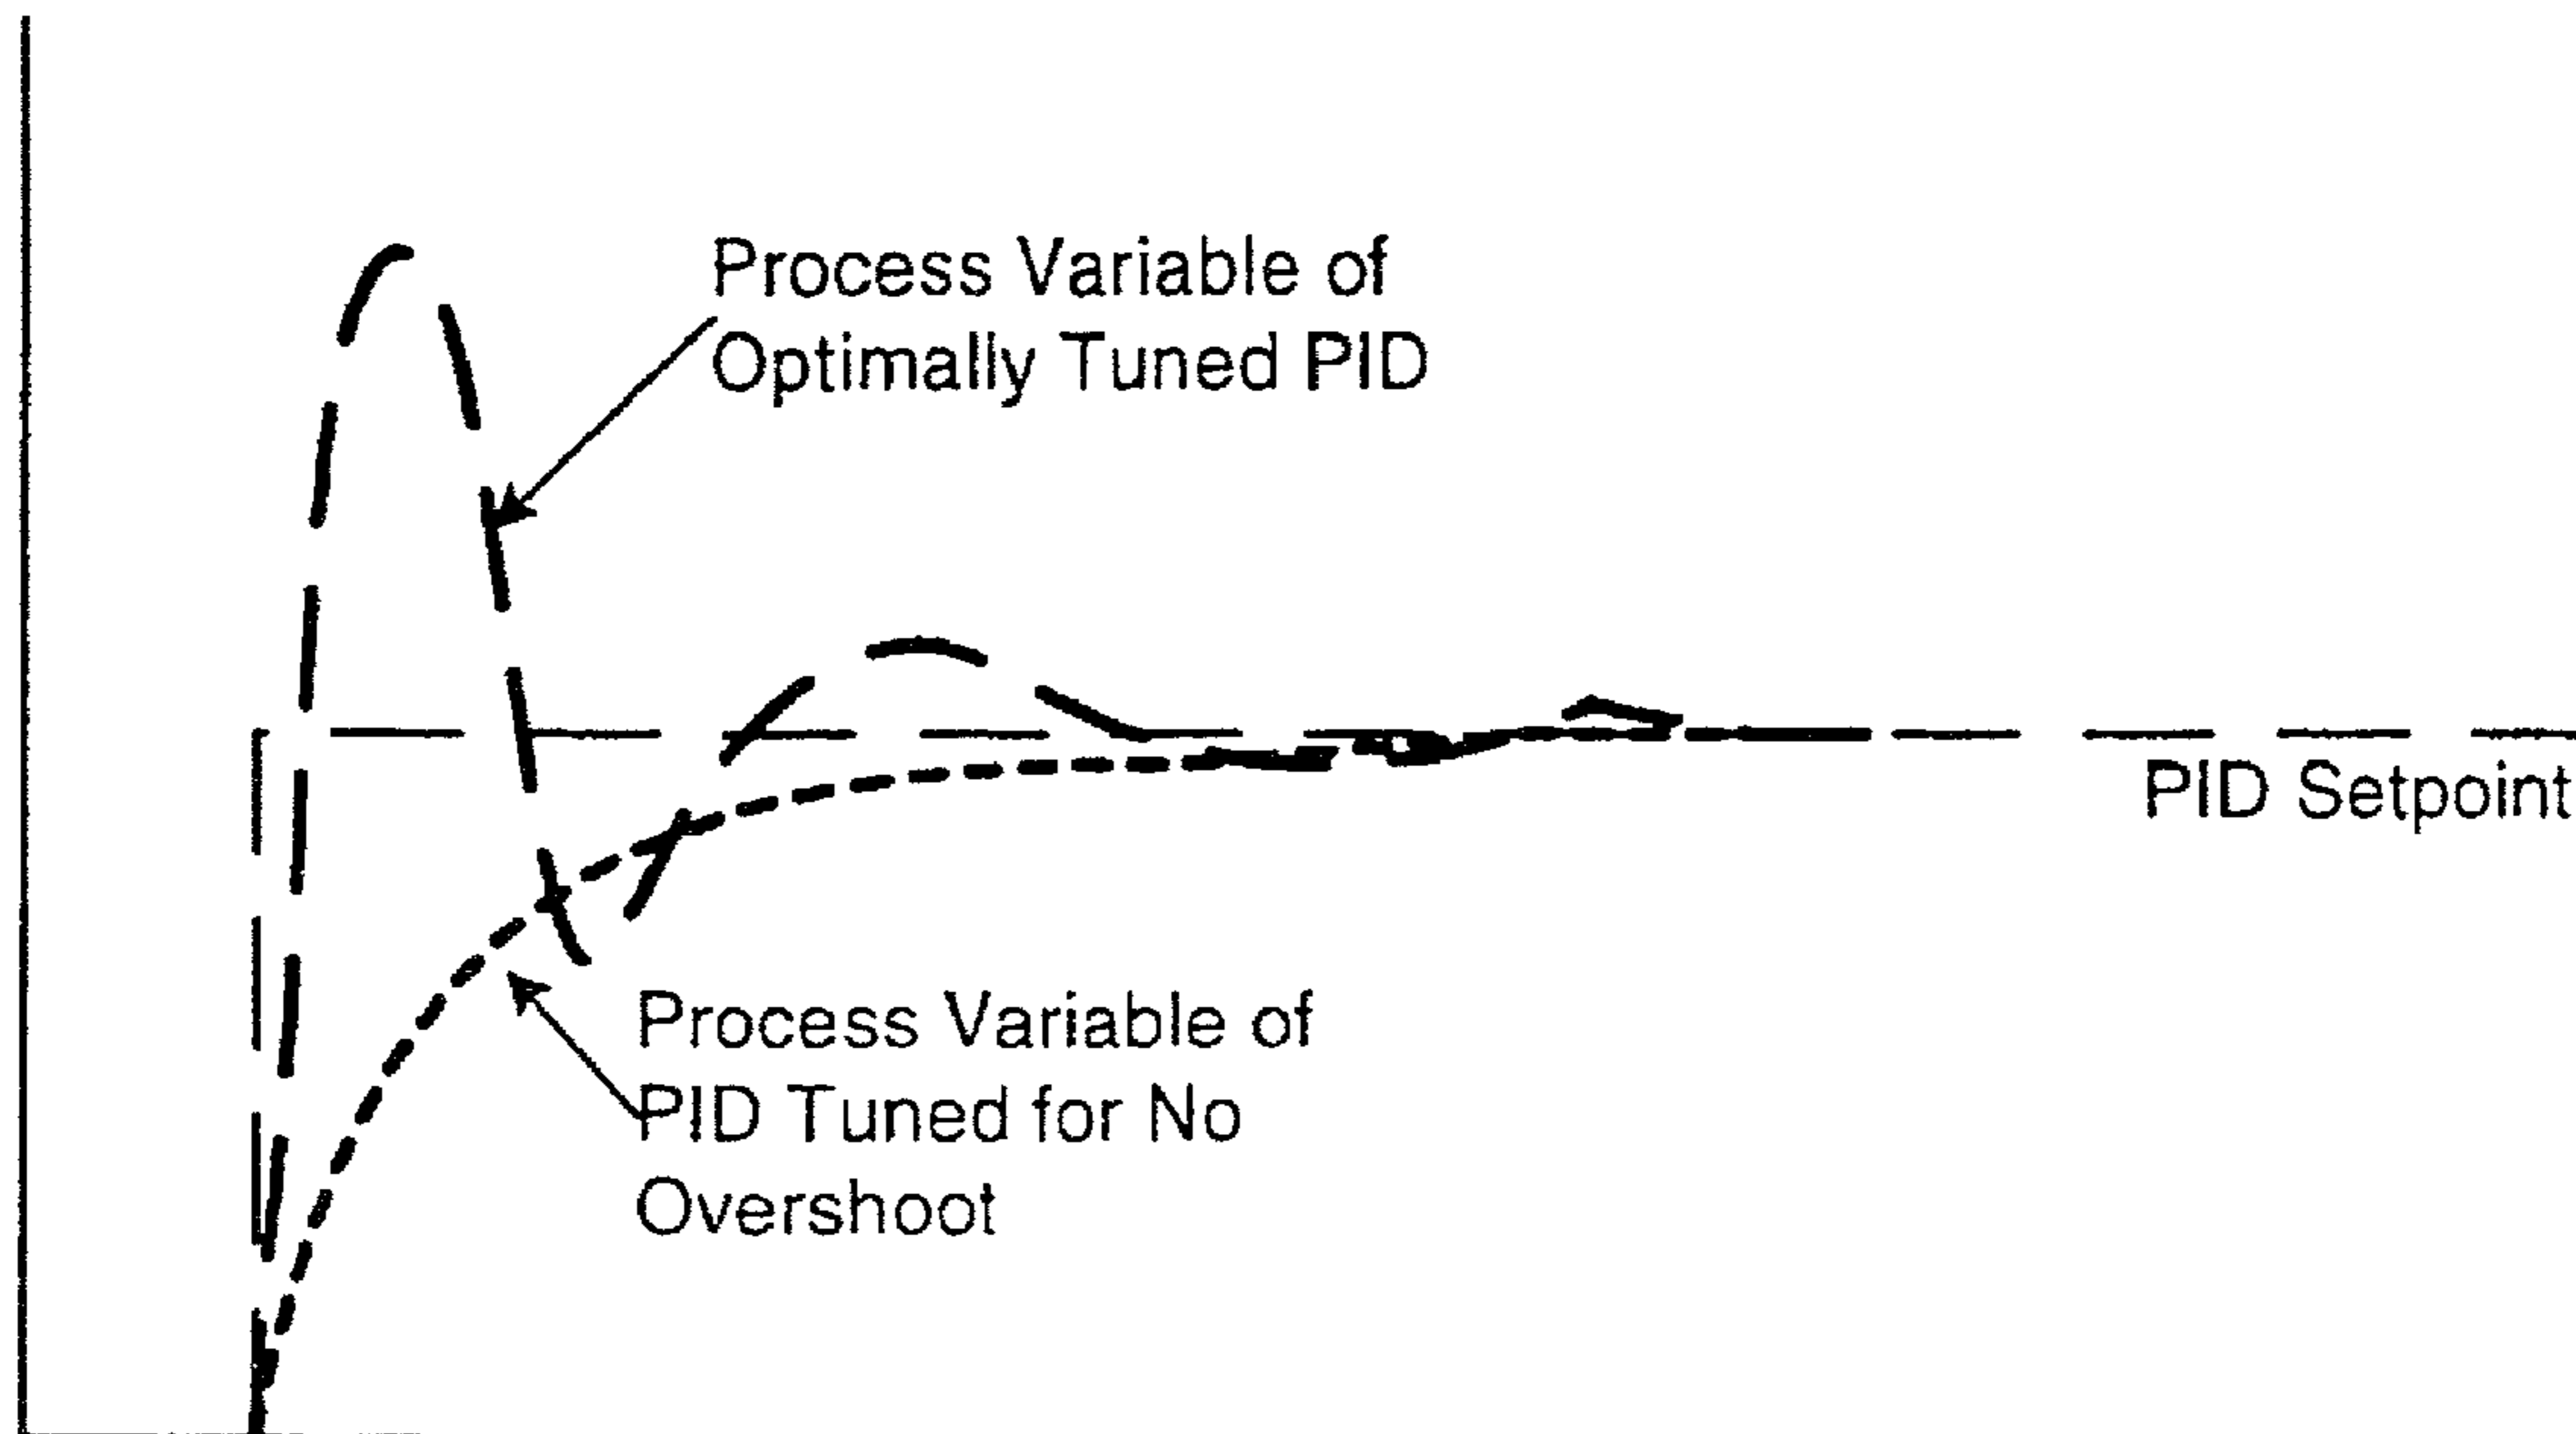 Process Variable of
Optimally Tuned PID
PID Setpoint
Process Variable of
PID Tuned for No
Overshoot